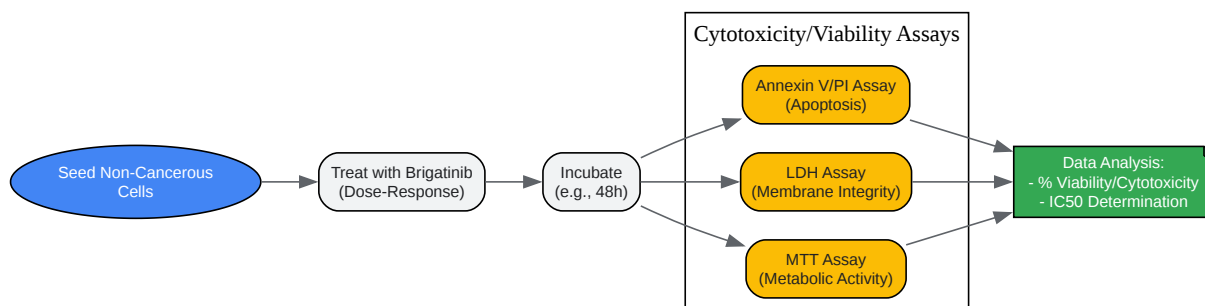 Cytotoxicity/Viability Assays
Seed Non-Cancerous
Cells
Treat with Brigatinib
(Dose-Response)
Incubate
(e.g., 48h)
Annexin V/PI Assay
(Apoptosis)
LDH Assay
(Membrane Integrity)
MTT Assay
(Metabolic Activity)
Data Analysis:
- % Viability/Cytotoxicity
- IC50 Determination